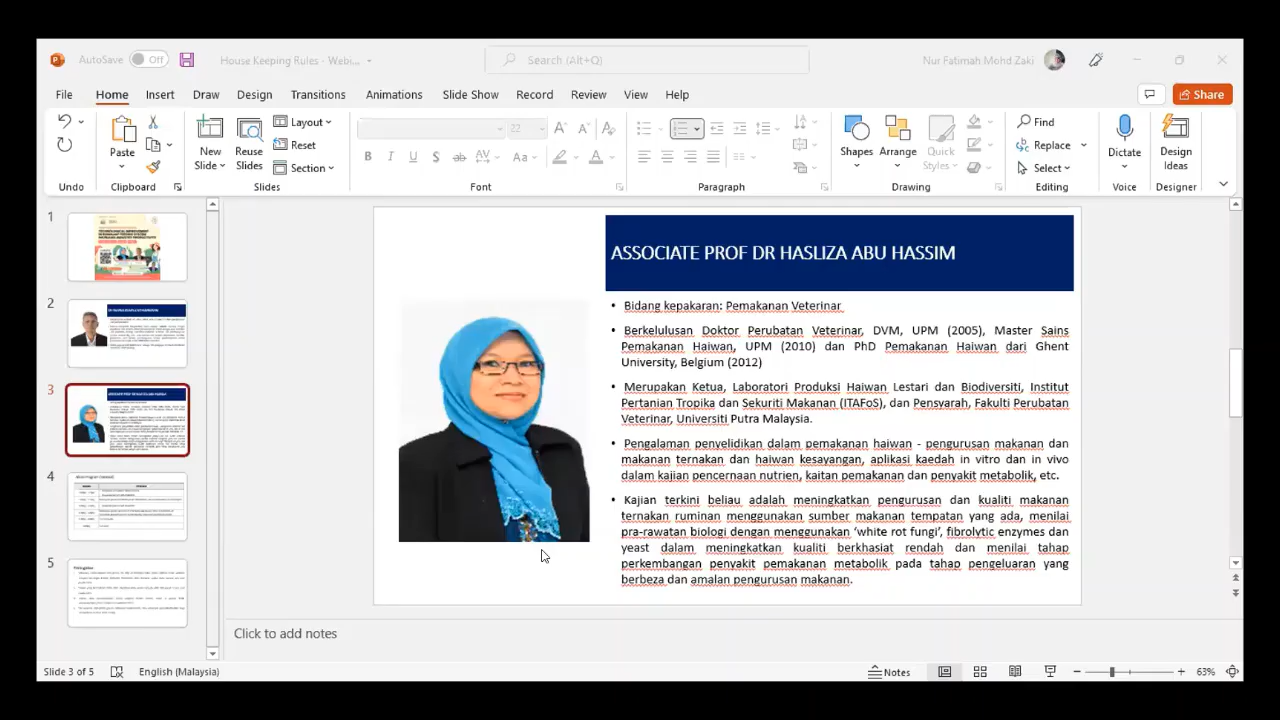 AutoSave Off House Keeping Rules - Webi... Search (Alt+Q) Nur Fatimah Mohd Zaki
File Home Insert Draw Design Transitions Animations Slide Show Record Review View Help Share
Layout Find
Reset Replace
Section Select
Paste New Slides Reuse Slides Shapes Arrange Quick Styles Dictate Design Ideas
22
Undo Clipboard Slides Font Paragraph Drawing Editing Voice Designer
1
2
3
4
5
ASSOCIATE PROF DR HASLIZA ABU HASSIM
• Bidang kepakaran: Pemakanan Veterinar
• Berkelulusan Doktor Perubatan Veterinar DVM, UPM (2005), Master Sains
Pemakanan Haiwan, UPM (2010) dan PhD Pemakanan Haiwan dari Ghent
University, Belgium (2012)
• Merupakan Ketua, Laboratori Produksi Haiwan Lestari dan Biodiversiti, Institut
Pertanian Tropika dan Sekuriti Makanan (ITAFoS), dan Pensyarah, Fakulti Perubatan
Veterinar, Universiti Putra Malaysia.
• Pengalaman penyelidikan dalam pemakanan haiwan - pengurusan makanan dan
makanan ternakan dan haiwan kesayangan, aplikasi kaedah in vitro dan in vivo
dalam kajian pencernaan makanan, nutrisi pemakanan dan penyakit metabolik, etc.
• Kajian terkini beliau adalah meningkatkan pengurusan dan kualiti makanan
ternakan ruminan menggunakan sumber makanan tempatan yang ada, menilai
pra-rawatan biologi dengan menggunakan 'white rot fungi', fibrolytic enzymes dan
yeast dalam meningkatkan kualiti berkhasiat rendah dan menilai tahap
perkembangan penyakit potensi metabolik pada tahap pengeluaran yang
berbeza dan amalan pengurusan makanan.
Click to add notes
Slide 3 of 5 English (Malaysia) Notes 63%